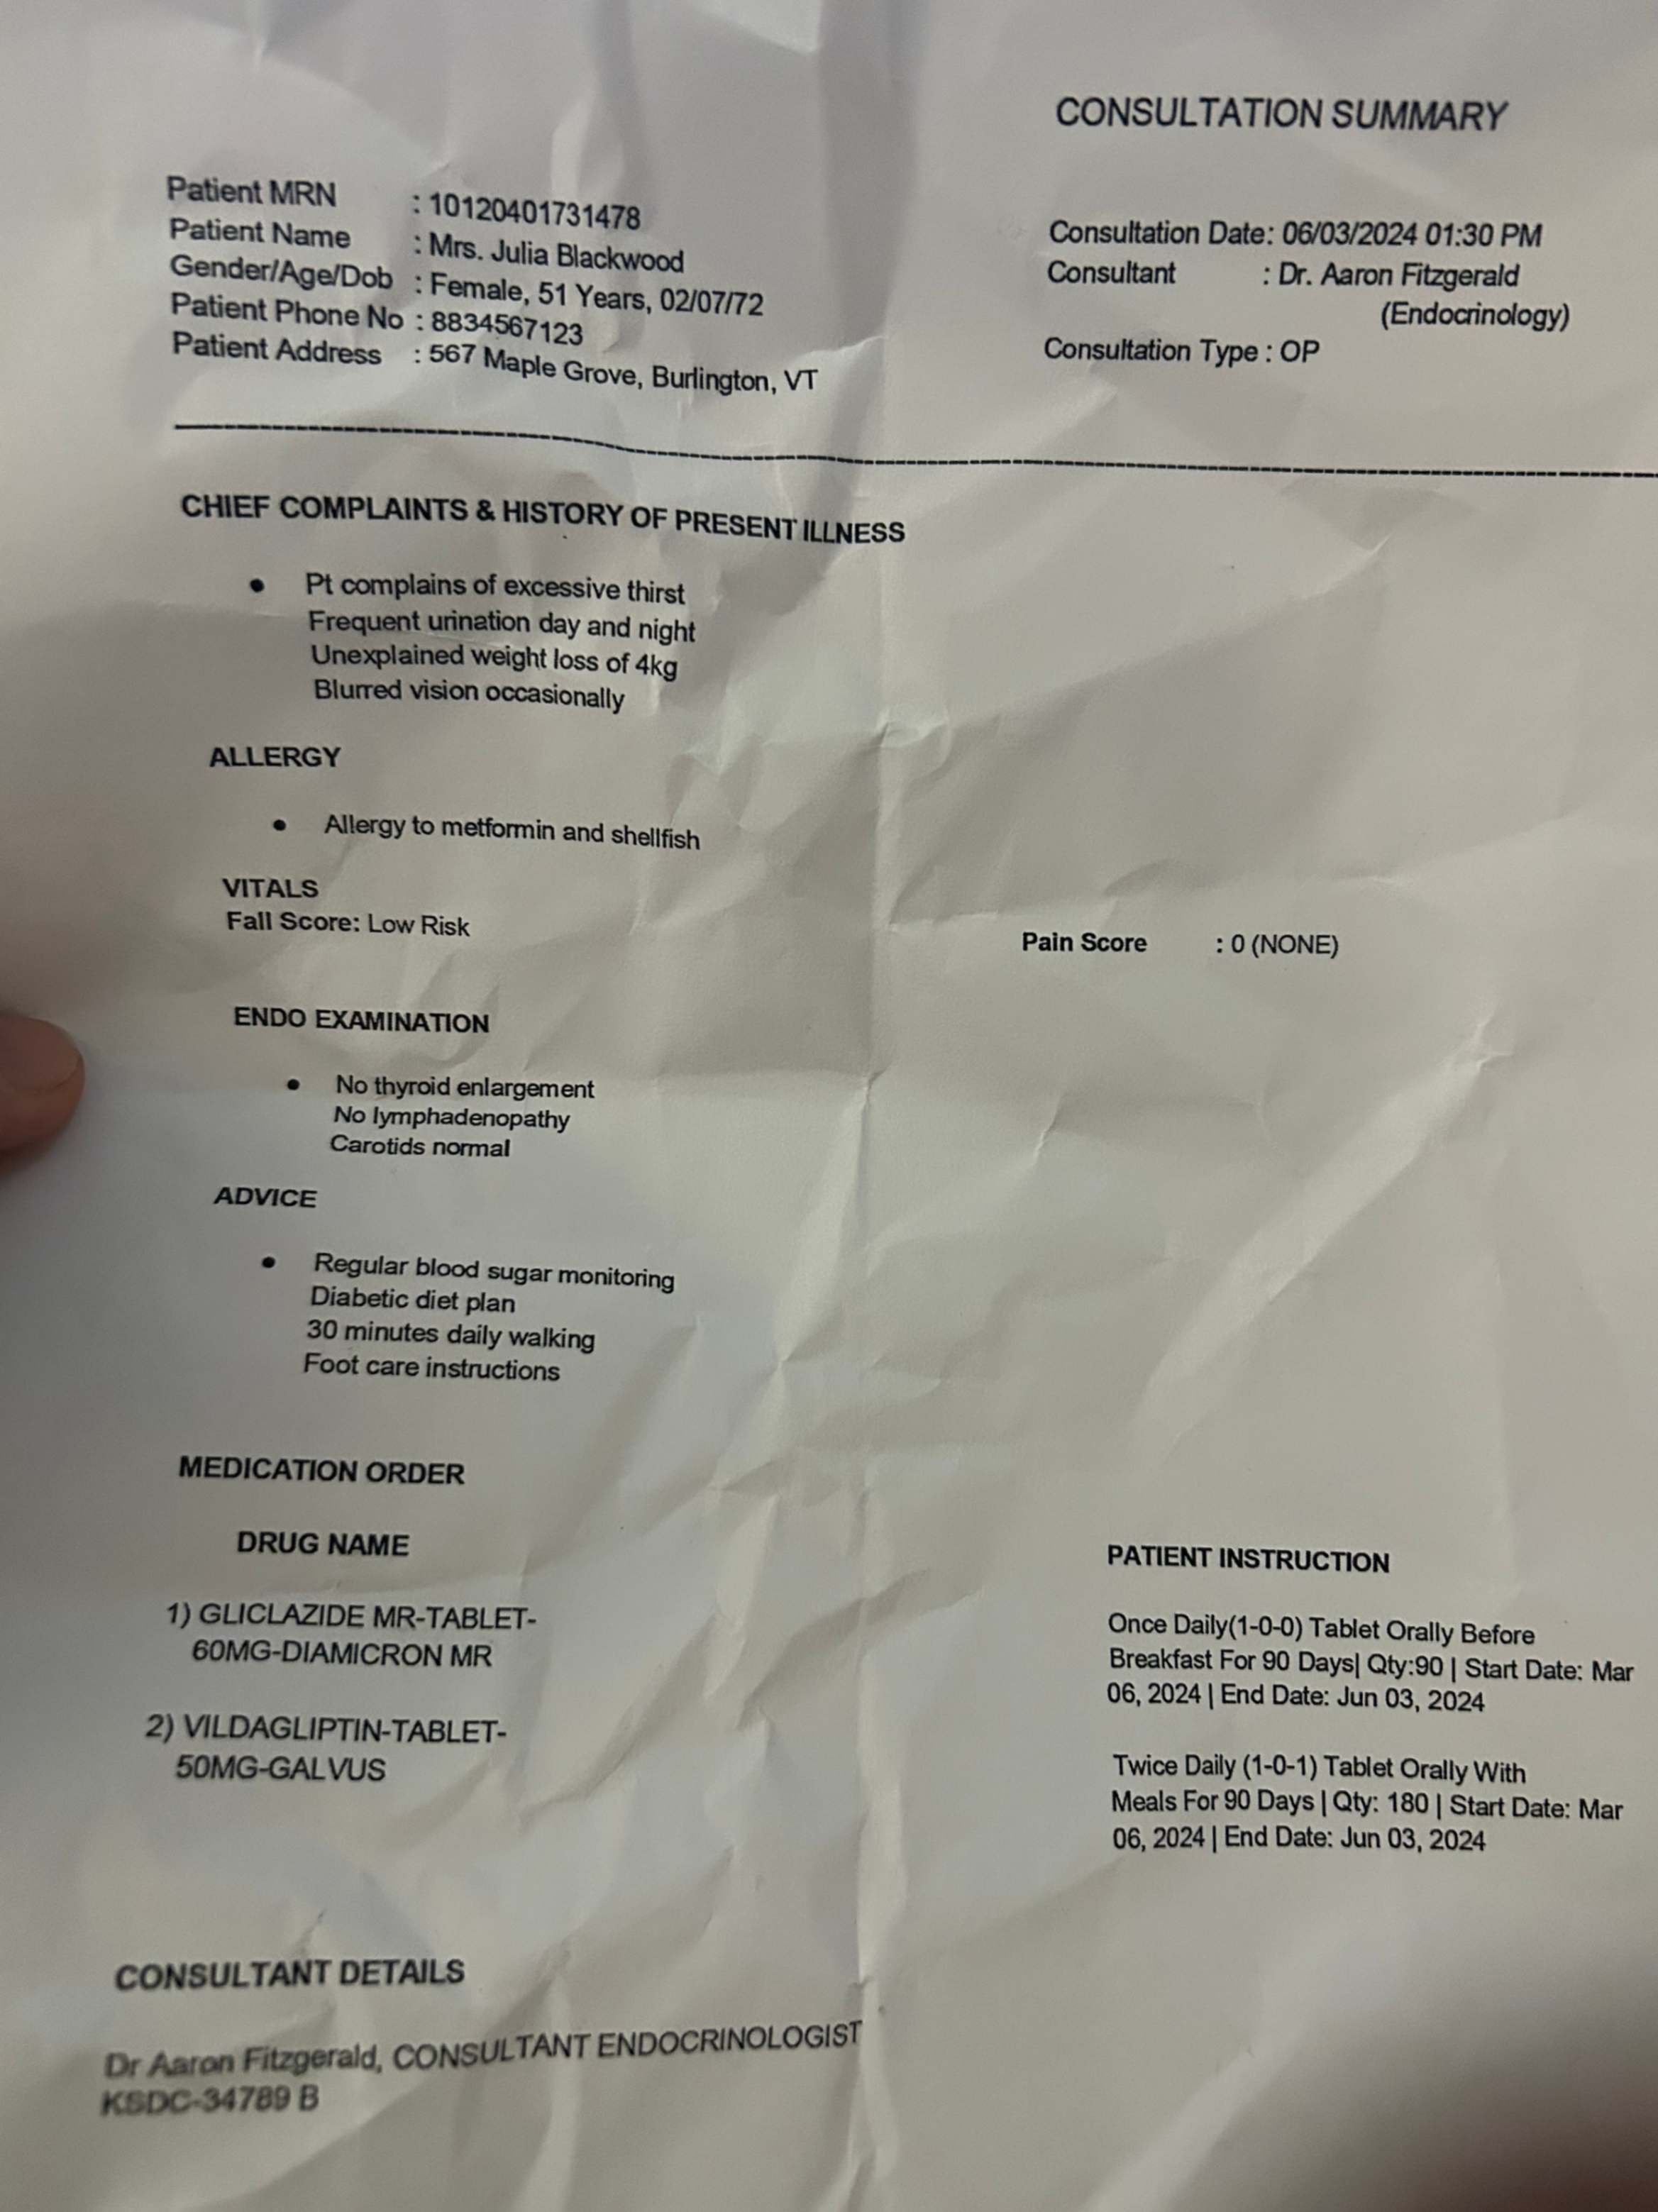 CONSULTATION SUMMARY
Patient MRN : 10120401731478
Patient Name : Mrs. Julia Blackwood
Gender/Age/Dob : Female, 51 Years, 02/07/72
Patient Phone No : 8834567123
Patient Address : 567 Maple Grove, Burlington, VT
Consultation Date: 06/03/2024 01:30 PM
Consultant : Dr. Aaron Fitzgerald
(Endocrinology)
Consultation Type : OP
CHIEF COMPLAINTS & HISTORY OF PRESENT ILLNESS
• Pt complains of excessive thirst
Frequent urination day and night
Unexplained weight loss of 4kg
Blurred vision occasionally
ALLERGY
• Allergy to metformin and shellfish
VITALS
Fall Score: Low Risk
Pain Score : 0 (NONE)
ENDO EXAMINATION
• No thyroid enlargement
No lymphadenopathy
Carotids normal
ADVICE
• Regular blood sugar monitoring
Diabetic diet plan
30 minutes daily walking
Foot care instructions
MEDICATION ORDER
DRUG NAME
PATIENT INSTRUCTION
1) GLICLAZIDE MR-TABLET-
60MG-DIAMICRON MR
Once Daily(1-0-0) Tablet Orally Before
Breakfast For 90 Days| Qty:90 | Start Date: Mar
06, 2024 | End Date: Jun 03, 2024
2) VILDAGLIPTIN-TABLET-
50MG-GALVUS
Twice Daily (1-0-1) Tablet Orally With
Meals For 90 Days | Qty: 180 | Start Date: Mar
06, 2024 | End Date: Jun 03, 2024
CONSULTANT DETAILS
Dr Aaron Fitzgerald, CONSULTANT ENDOCRINOLOGIST
KSDC-34789 B